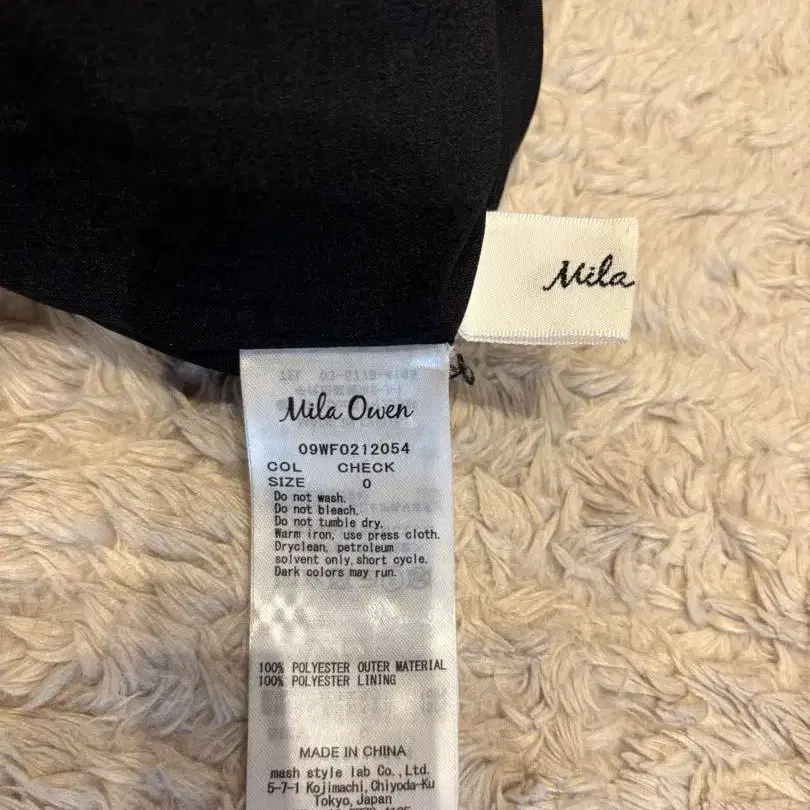 Mila
Mila Owen
09WF0212054
COL CHECK
SIZE 0
Do not wash.
Do not bleach.
Do not tumble dry.
Warm iron, use press cloth.
Dryclean, petroleum
solvent only, short cycle.
Dark colors may run.
100% POLYESTER OUTER MATERIAL
100% POLYESTER LINING
MADE IN CHINA
mash style lab Co.,Ltd.
5-7-1 Kojimachi, Chiyoda-Ku
Tokyo, Japan